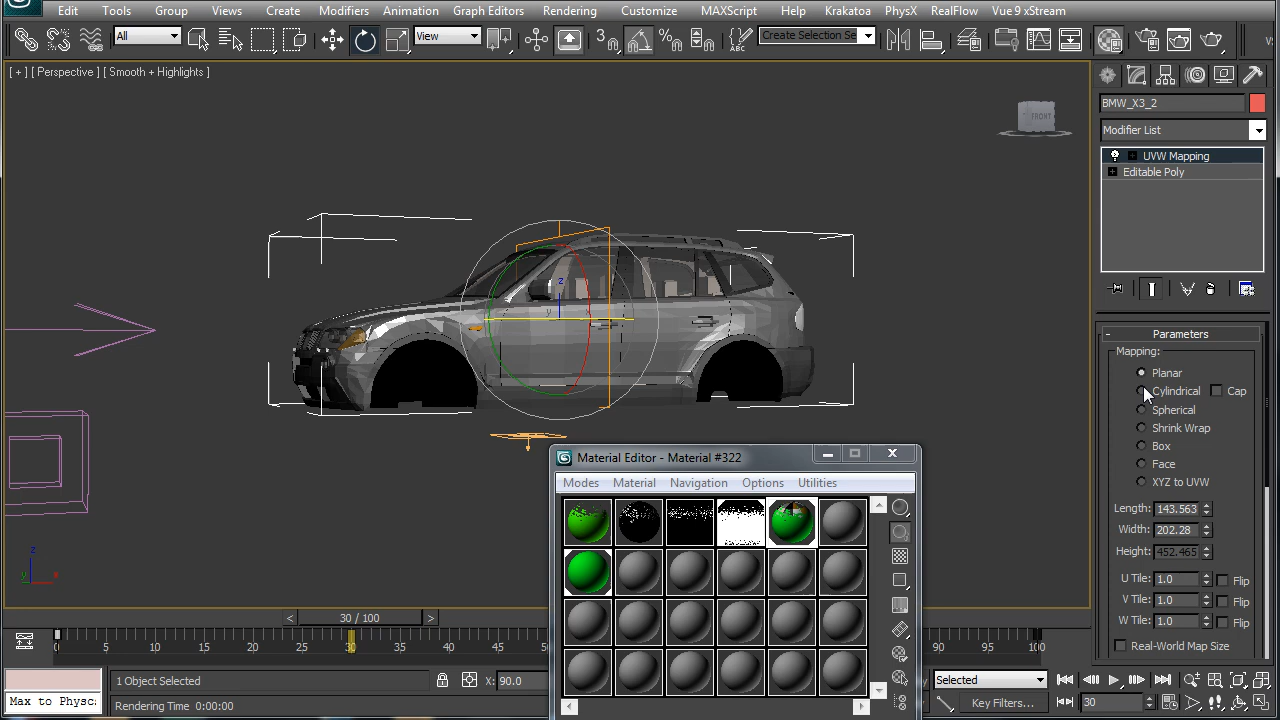 Edit Tools Group Views Create Modifiers Animation Graph Editors Rendering Customize MAXScript Help Krakatoa PhysX RealFlow Vue 9 xStream
All View 3 Create Selection Se
[ + ] [ Perspective ] [ Smooth + Highlights ]
BMW_X3_2
FRONT
Modifier List
UVW Mapping
Editable Poly
z
y
- Parameters
Mapping:
Planar
Cylindrical Cap
Spherical
Shrink Wrap
Box
Face
XYZ to UVW
Length: 143.563
Width: 202.28
Height: 452.465
U Tile: 1.0 Flip
V Tile: 1.0 Flip
W Tile: 1.0 Flip
Real-World Map Size
Material Editor - Material #322
Modes Material Navigation Options Utilities
z
y x
< 30 / 100 >
0 5 10 15 20 25 30 35 40 45 90 95 100
1 Object Selected X: 90.0
Selected
Max to Physc
Rendering Time 0:00:00
Key Filters...
30